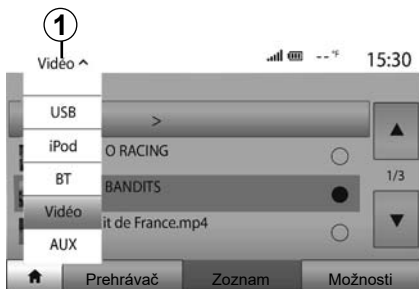 1
Vidéo ^ --°F 15:30
USB
>
iPod
O RACING
BT
BANDITS
1/3
Vidéo
it de France.mp4
AUX
Prehrávač Zoznam Možnosti